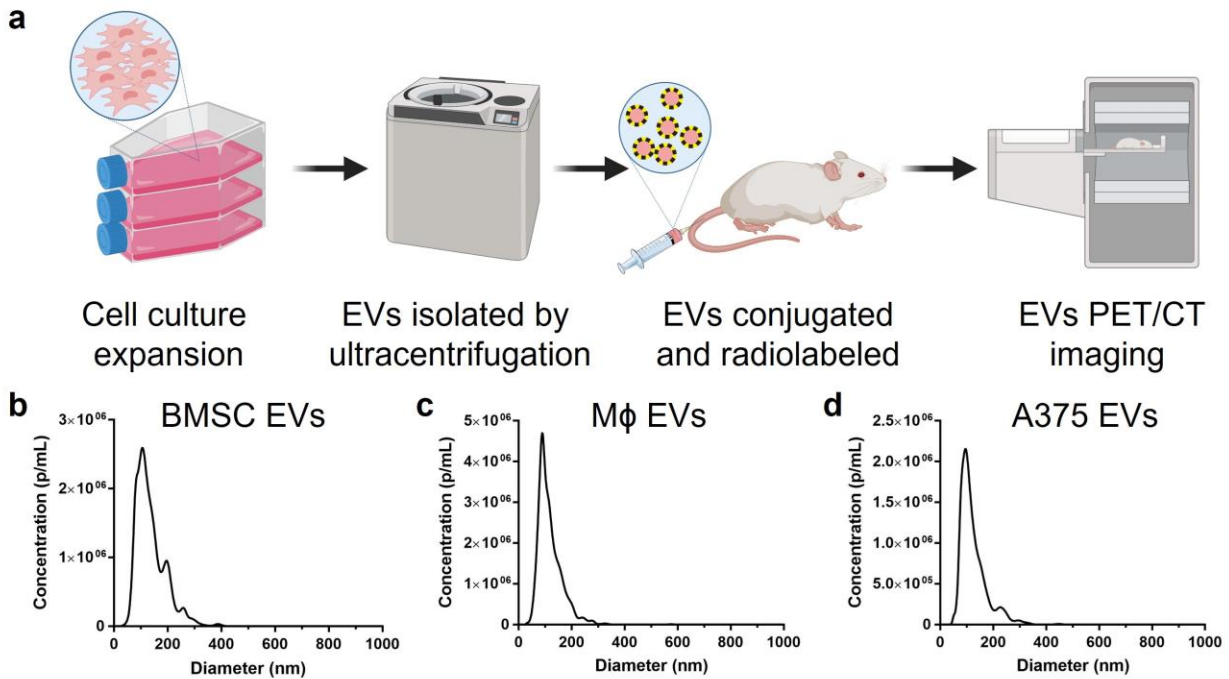 a
Cell culture
expansion
EVs isolated by
ultracentrifugation
EVs conjugated
and radiolabeled
EVs PET/CT
imaging
b
BMSC EVs
Concentration (p/mL)
3×10⁰⁶
2×10⁰⁶
1×10⁰⁶
0
0 200 400 600 800 1000
Diameter (nm)
c
Mϕ EVs
Concentration (p/mL)
5×10⁰⁶
4×10⁰⁶
3×10⁰⁶
2×10⁰⁶
1×10⁰⁶
0
0 200 400 600 800 1000
Diameter (nm)
d
A375 EVs
Concentration (p/mL)
2.5×10⁰⁶
2.0×10⁰⁶
1.5×10⁰⁶
1.0×10⁰⁶
5.0×10⁰⁵
0
0 200 400 600 800 1000
Diameter (nm)